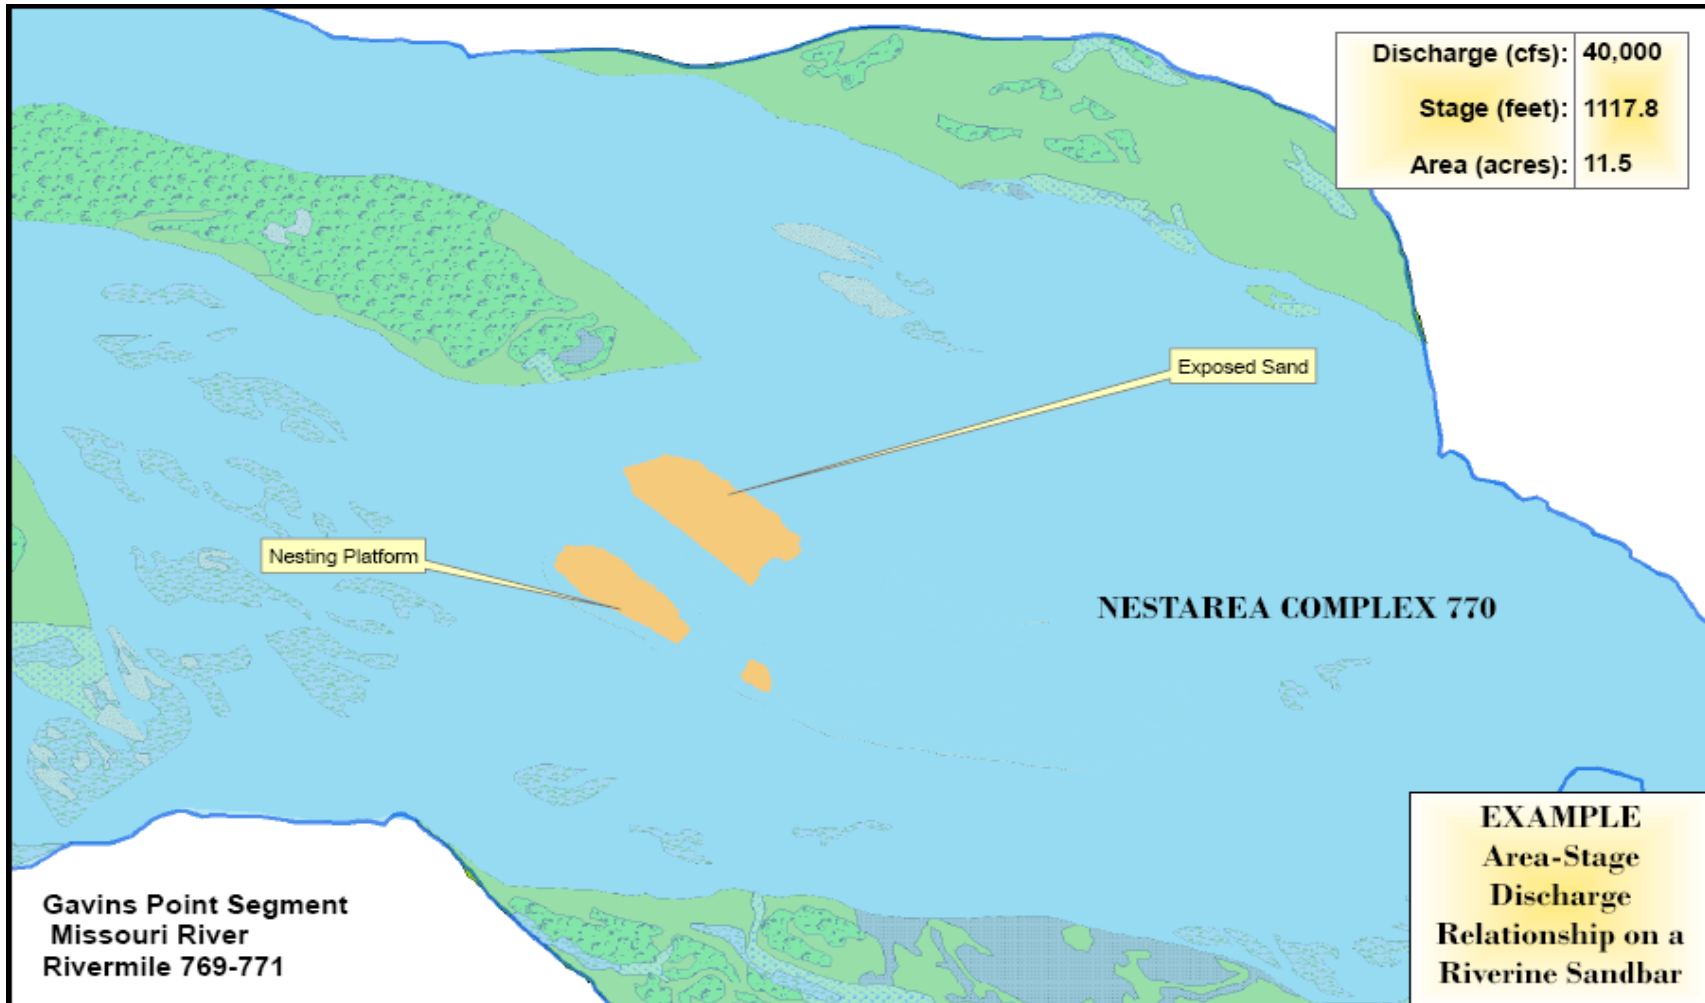 Discharge (cfs): 40,000
Stage (feet): 1117.8
Area (acres): 11.5
Exposed Sand
Nesting Platform
NESTAREA COMPLEX 770
Gavins Point Segment
Missouri River
Rivermile 769-771
EXAMPLE
Area-Stage
Discharge
Relationship on a
Riverine Sandbar